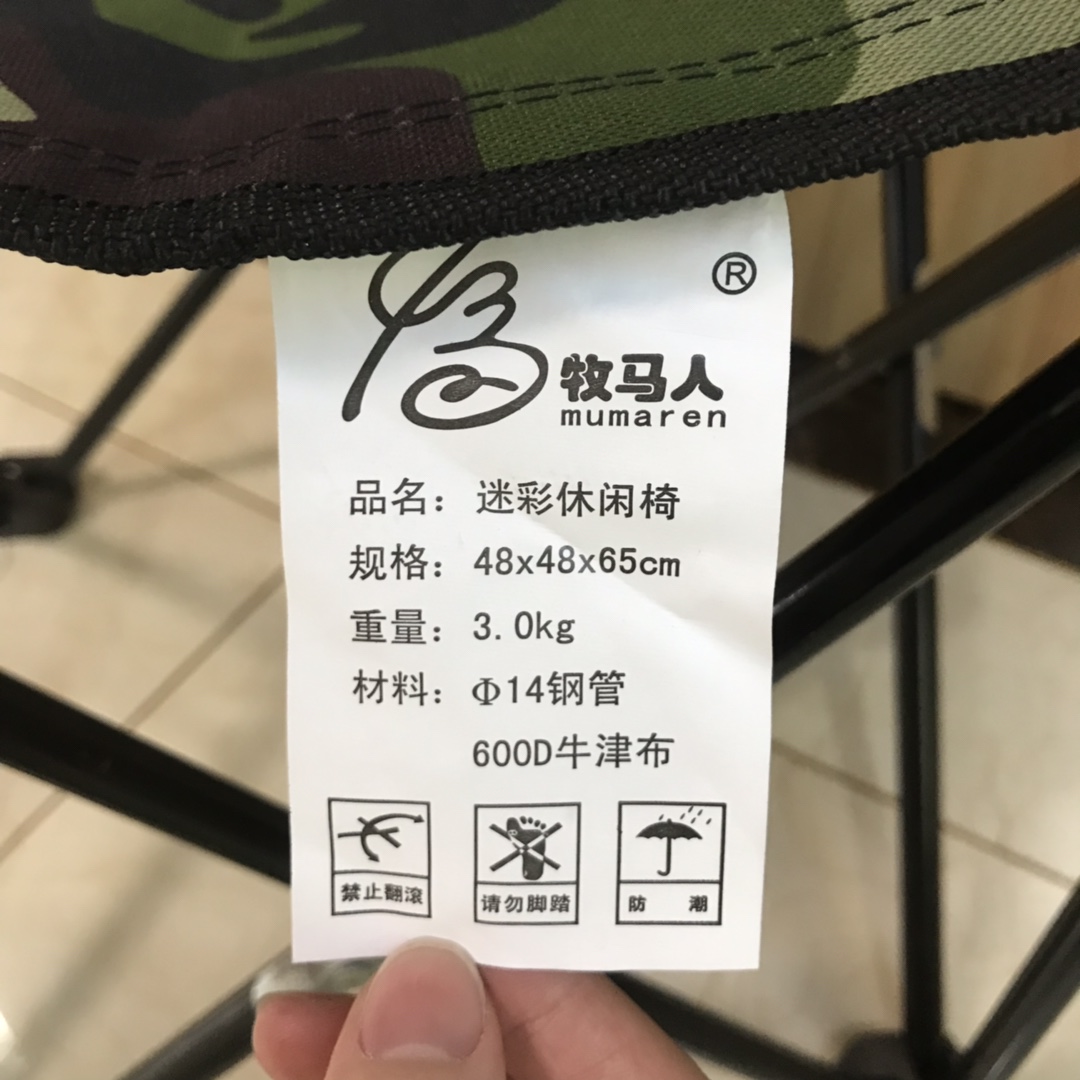 ®
牧马人
mumaren
品名：迷彩休闲椅
规格：48x48x65cm
重量：3.0kg
材料：Φ14钢管
600D牛津布
禁止翻滚
请勿脚踏
防 潮